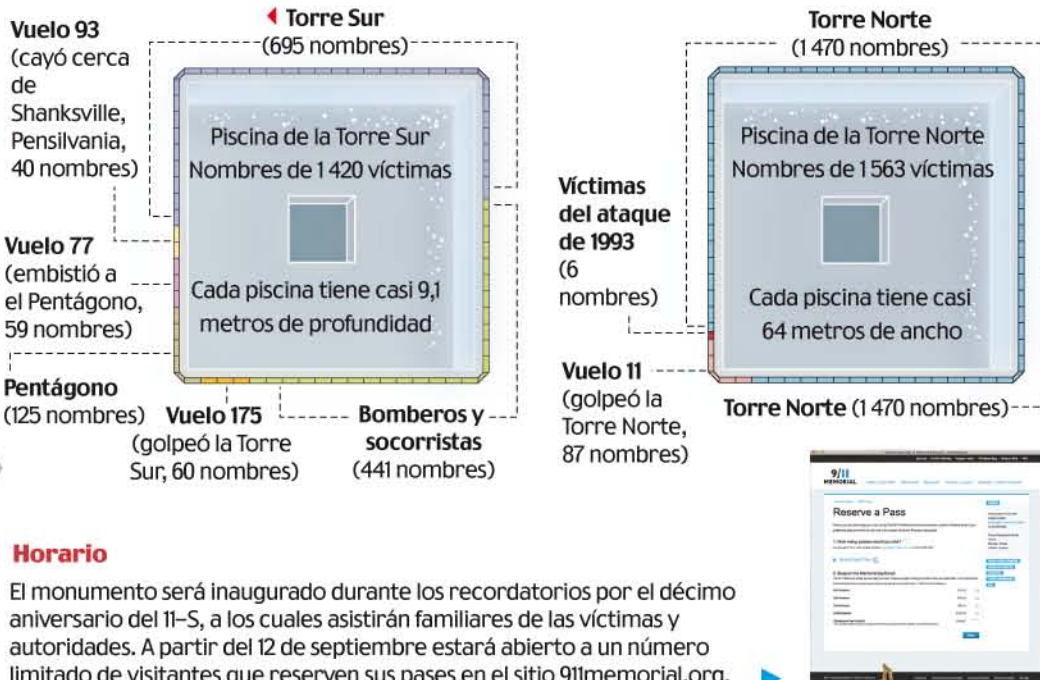 Vuelo 93
(cayó cerca
de
Shanksville,
Pensilvania,
40 nombres)
Vuelo 77
(embistió a
el Pentágono,
59 nombres)
Pentágono
(125 nombres)
Torre Sur
(695 nombres)
Piscina de la Torre Sur
Nombres de 1 420 víctimas
Cada piscina tiene casi 9,1
metros de profundidad
Vuelo 175
(golpeó la Torre
Sur, 60 nombres)
Bomberos y
socorristas
(441 nombres)
Torre Norte
(1 470 nombres)
Piscina de la Torre Norte
Nombres de 1 563 víctimas
Cada piscina tiene casi
64 metros de ancho
Víctimas
del ataque
de 1993
(6
nombres)
Vuelo 11
(golpeó la
Torre Norte,
87 nombres)
Torre Norte (1 470 nombres)
Horario
El monumento será inaugurado durante los recordatorios por el décimo
aniversario del 11–S, a los cuales asistirán familiares de las víctimas y
autoridades. A partir del 12 de septiembre estará abierto a un número
limitado de visitantes que reserven sus pases en el sitio 911memorial.org.
9/11
MEMORIAL
Reserve a Pass